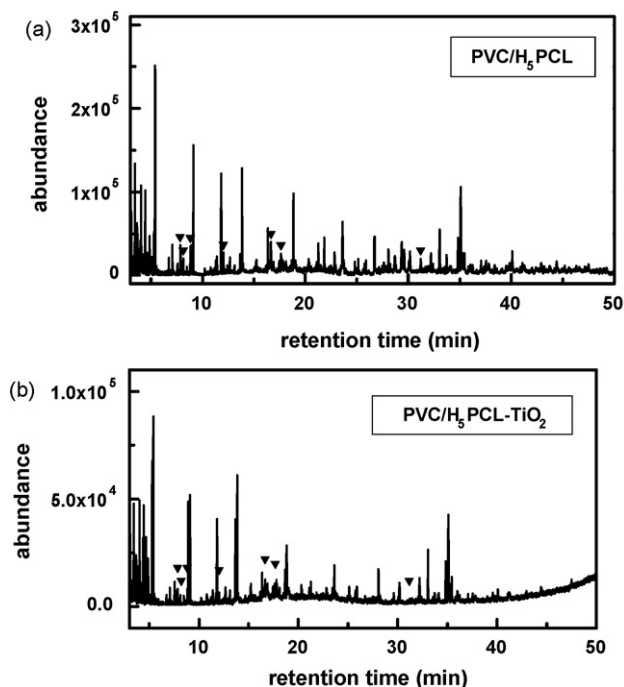 (a)
PVC/H₅PCL
abundance
3x10⁵
2x10⁵
1x10⁵
0
10 20 30 40 50
retention time (min)
(b)
PVC/H₅PCL-TiO₂
abundance
1.0x10⁵
5.0x10⁴
0.0
10 20 30 40 50
retention time (min)